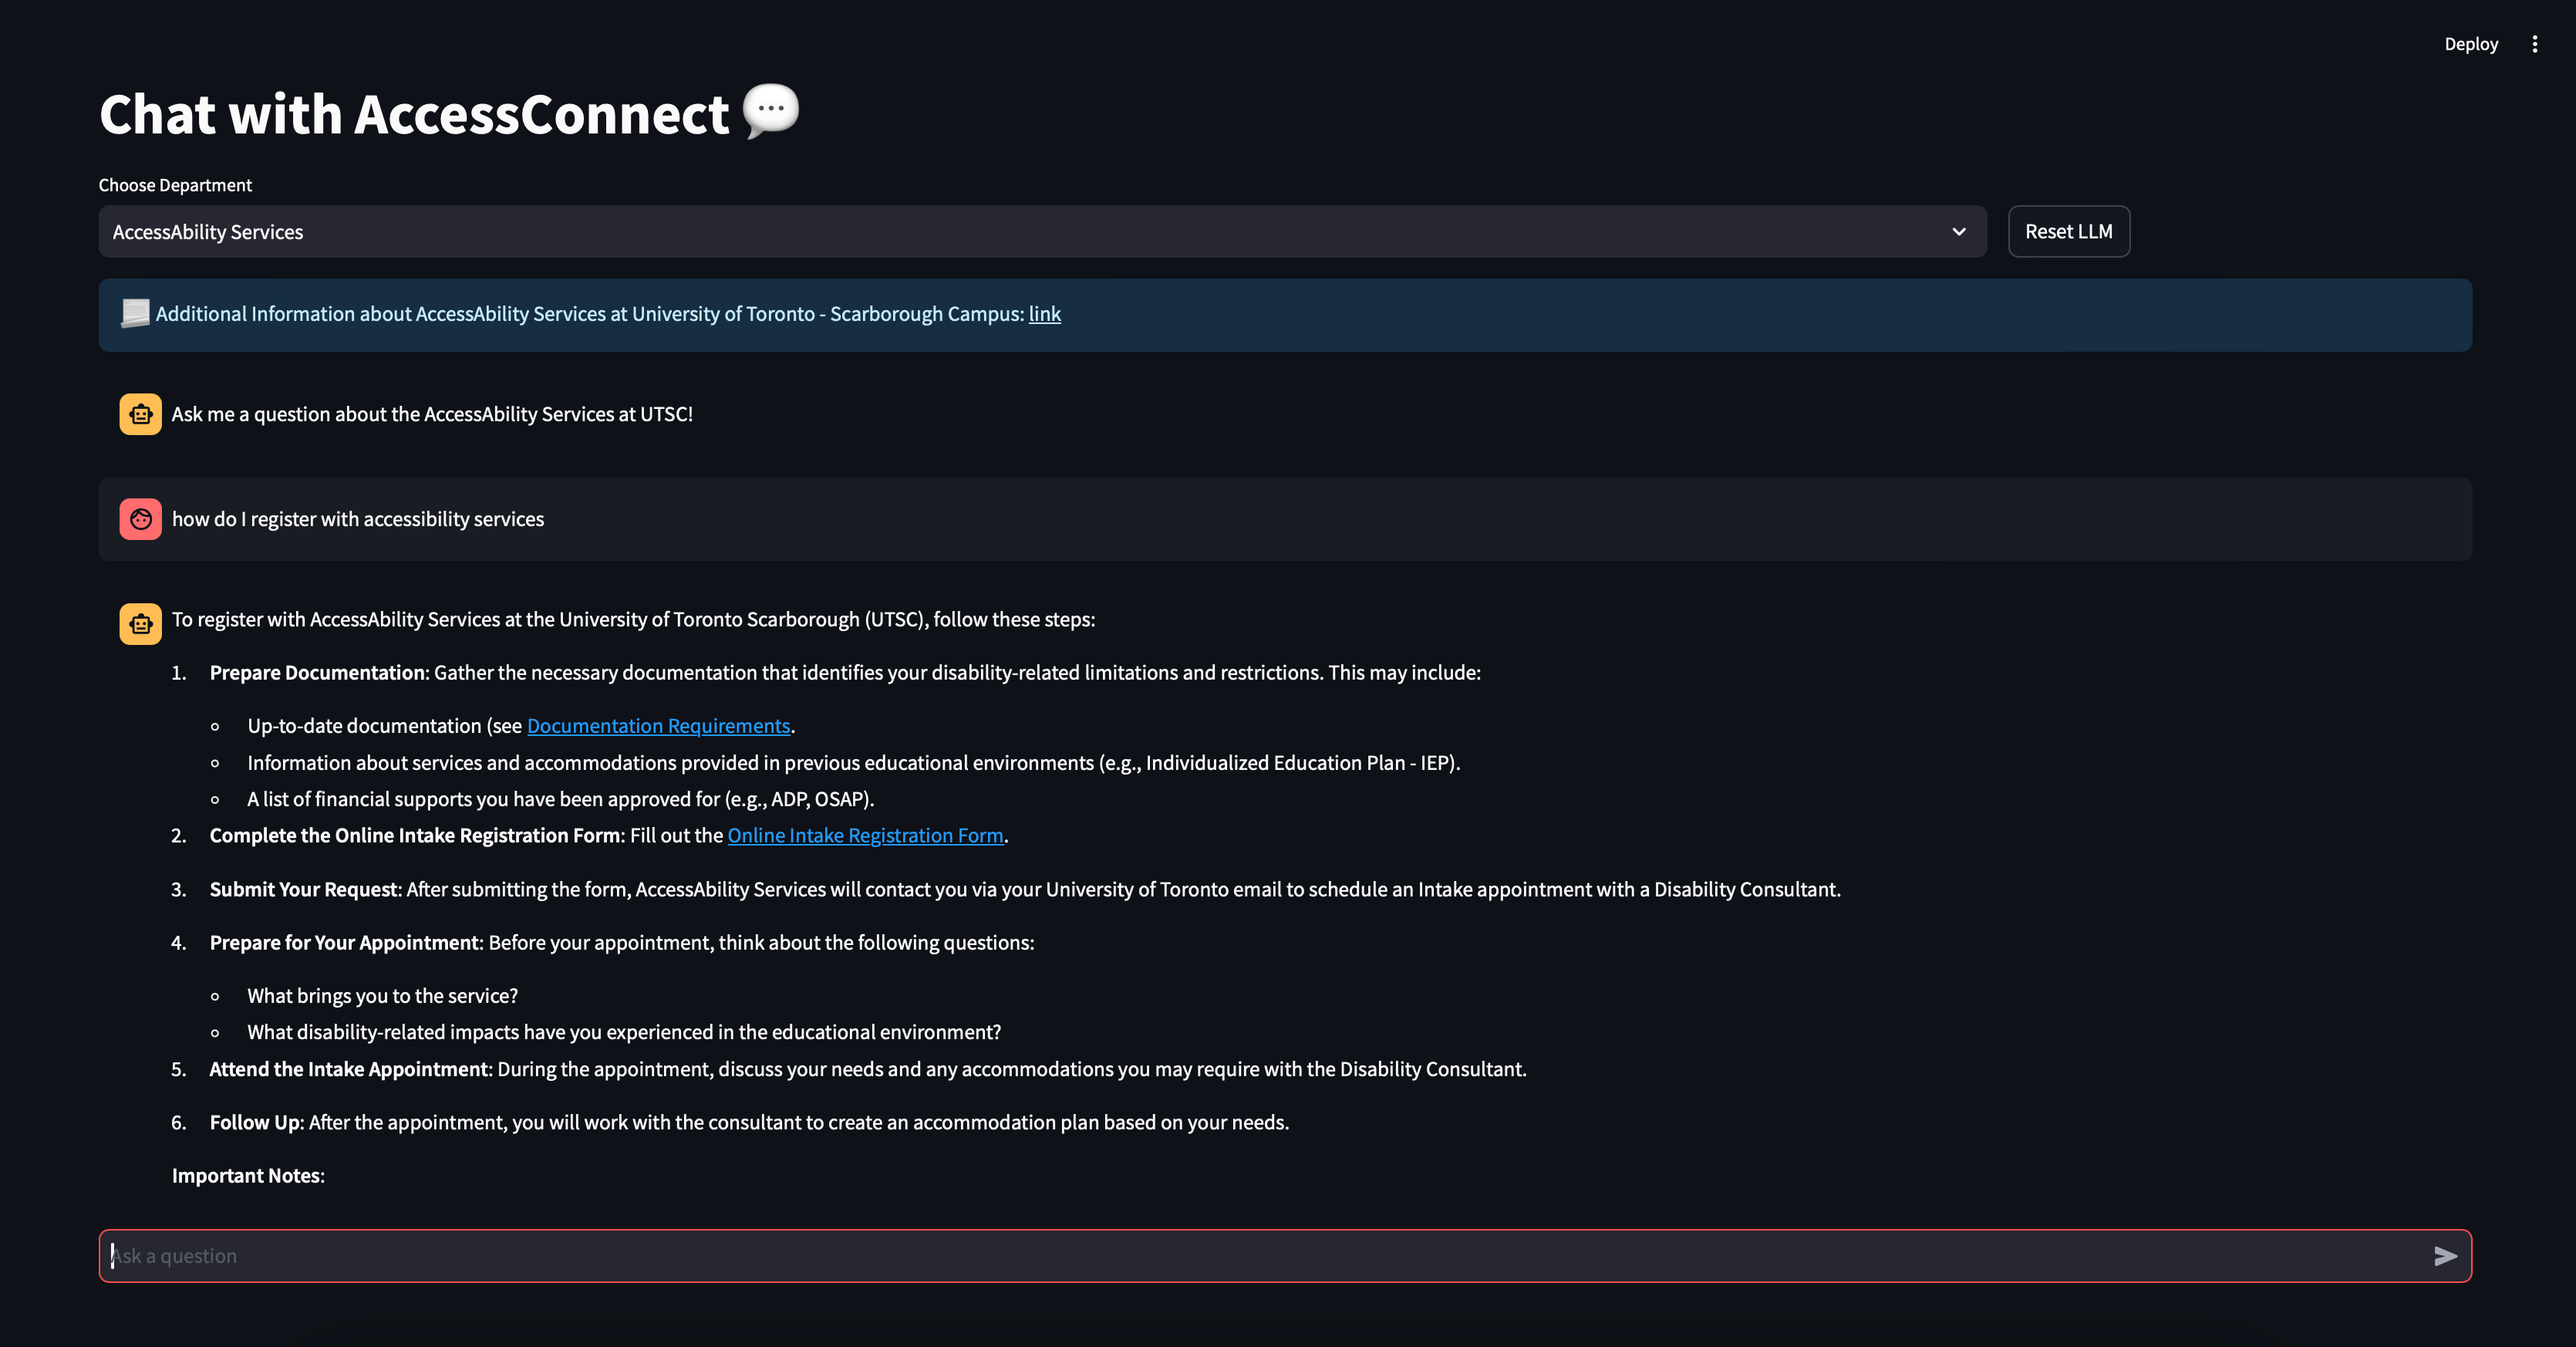 Deploy
Chat with AccessConnect 💬
Choose Department
AccessAbility Services
Reset LLM
Additional Information about AccessAbility Services at University of Toronto - Scarborough Campus: link
Ask me a question about the AccessAbility Services at UTSC!
how do I register with accessibility services
To register with AccessAbility Services at the University of Toronto Scarborough (UTSC), follow these steps:
1. Prepare Documentation: Gather the necessary documentation that identifies your disability-related limitations and restrictions. This may include:
Up-to-date documentation (see Documentation Requirements.
Information about services and accommodations provided in previous educational environments (e.g., Individualized Education Plan - IEP).
A list of financial supports you have been approved for (e.g., ADP, OSAP).
2. Complete the Online Intake Registration Form: Fill out the Online Intake Registration Form.
3. Submit Your Request: After submitting the form, AccessAbility Services will contact you via your University of Toronto email to schedule an Intake appointment with a Disability Consultant.
4. Prepare for Your Appointment: Before your appointment, think about the following questions:
What brings you to the service?
What disability-related impacts have you experienced in the educational environment?
5. Attend the Intake Appointment: During the appointment, discuss your needs and any accommodations you may require with the Disability Consultant.
6. Follow Up: After the appointment, you will work with the consultant to create an accommodation plan based on your needs.
Important Notes:
Ask a question